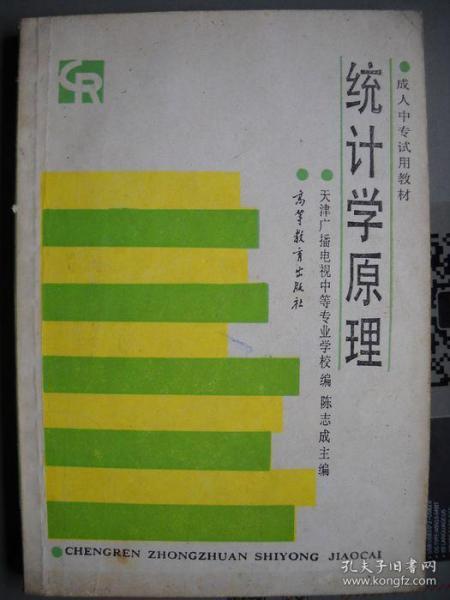 CR
成人中专试用教材
统计学原理
天津广播电视中等专业学校 编 陈志成主编
高等教育出版社
CHENGREN ZHONGZHUAN SHIYONG JIAOCAI
孔夫子旧书网
www.kongfz.com